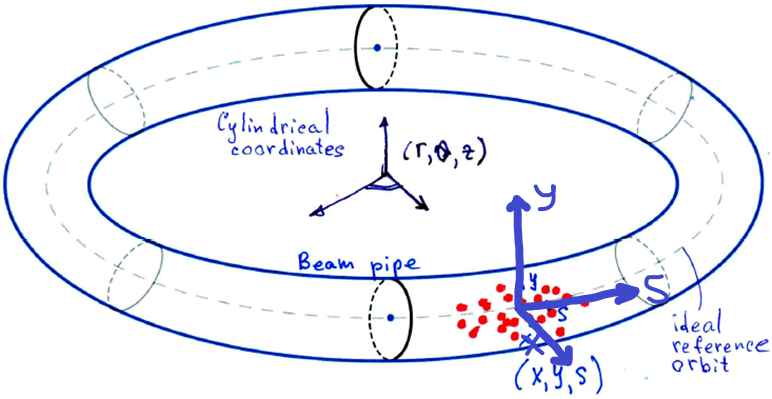 Cylindrical
coordinates
(r, θ, z)
y
Beam pipe
y
S
s
x
(x, y, s)
ideal
reference
orbit